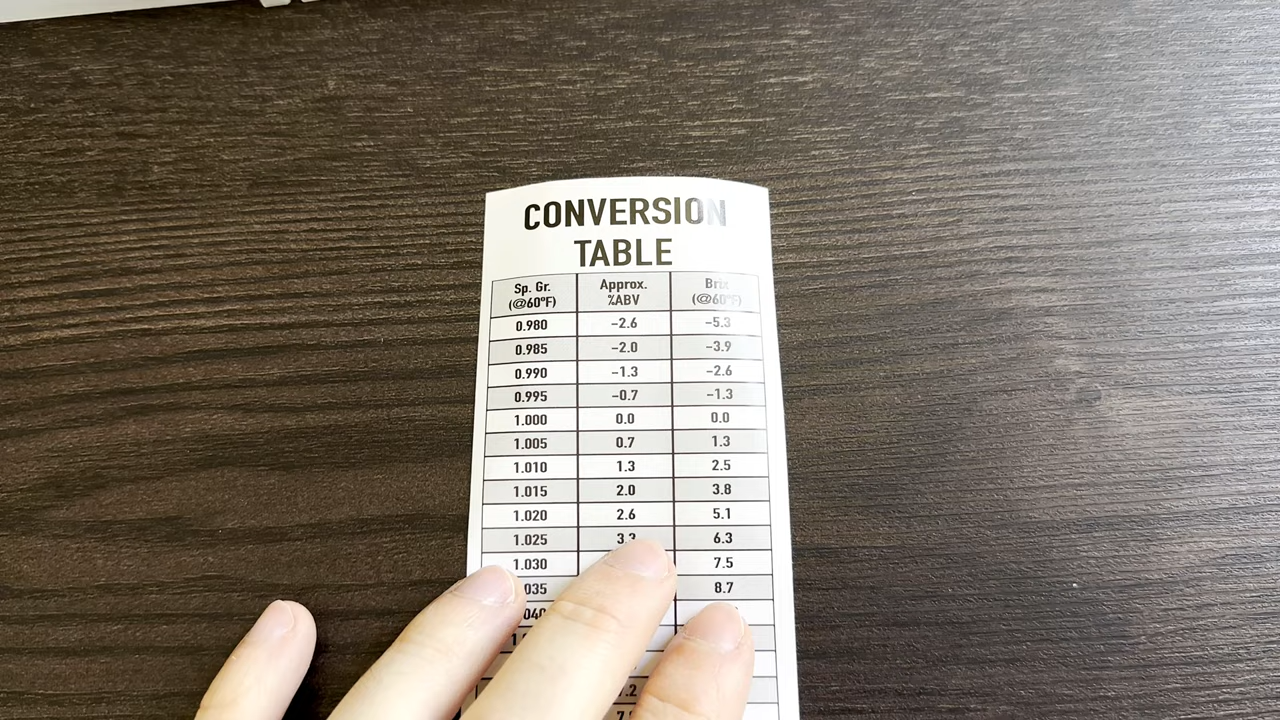 CONVERSION
TABLE
Sp. Gr. Approx. Brix
(@60°F) %ABV (@60°F)
0.980 –2.6 –5.3
0.985 –2.0 –3.9
0.990 –1.3 –2.6
0.995 –0.7 –1.3
1.000 0.0 0.0
1.005 0.7 1.3
1.010 1.3 2.5
1.015 2.0 3.8
1.020 2.6 5.1
1.025 3.3 6.3
1.030 7.5
035 8.7
040
.2